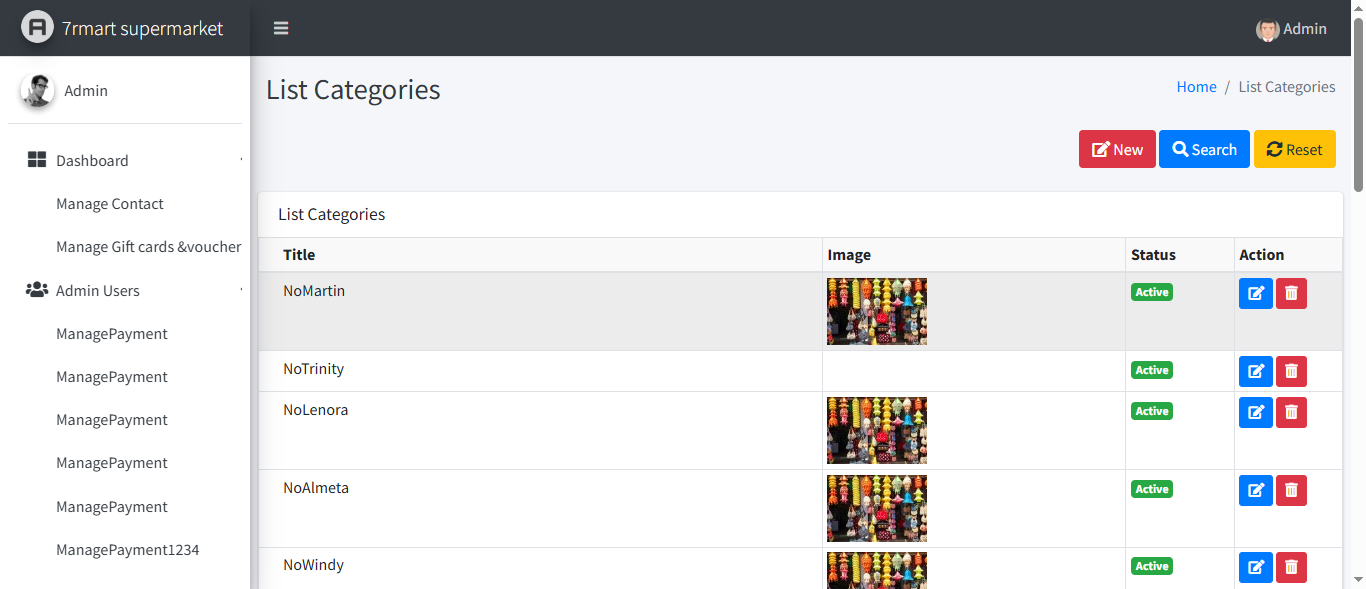 7rmart supermarket
Admin
Admin
List Categories
Home / List Categories
New
Search
Reset
Dashboard
Manage Contact
Manage Gift cards &voucher
Admin Users
ManagePayment
ManagePayment
ManagePayment
ManagePayment
ManagePayment
ManagePayment1234
List Categories
Title Image Status Action
NoMartin Active
NoTrinity Active
NoLenora Active
NoAlmeta Active
NoWindy Active